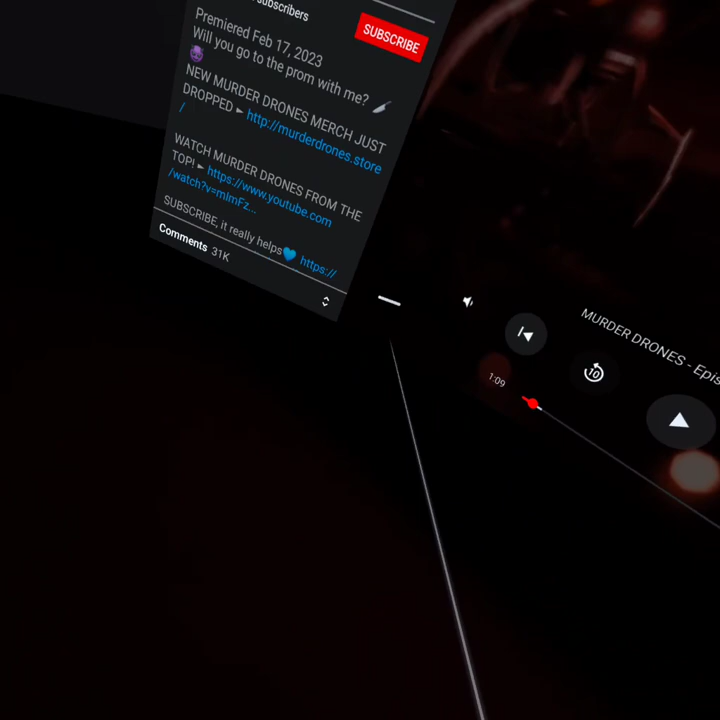 subscribers
SUBSCRIBE
Premiered Feb 17, 2023
Will you go to the prom with me? 🔪
😈
NEW MURDER DRONES MERCH JUST
DROPPED ► http://murderdrones.store
/
WATCH MURDER DRONES FROM THE
TOP! ► https://www.youtube.com
/watch?v=mImFz...
SUBSCRIBE, it really helps💙 https://
Comments 31K
MURDER DRONES - Epis
10
1:09